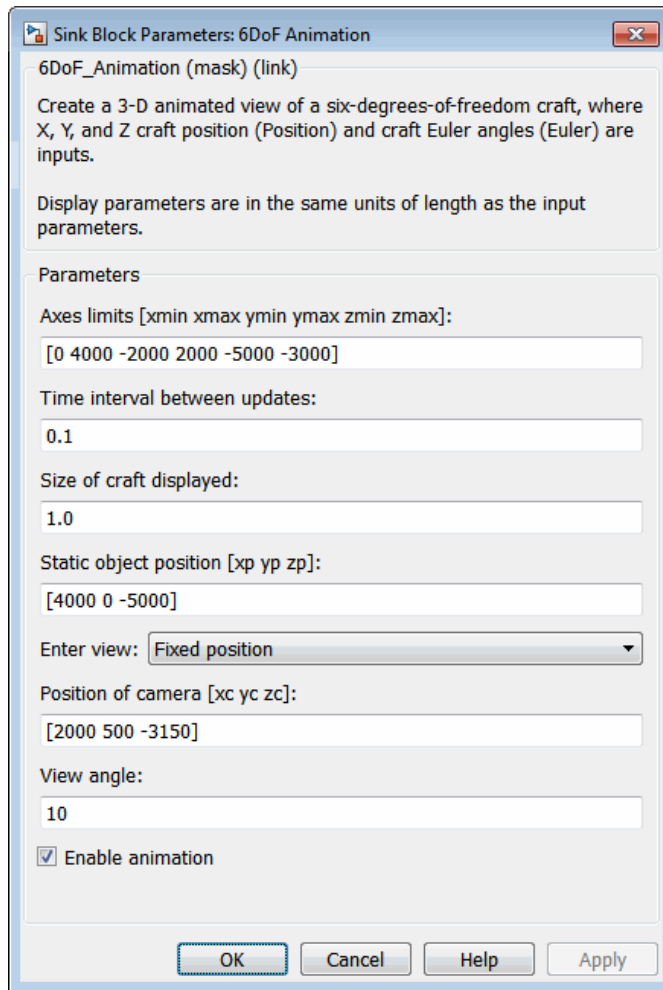 Sink Block Parameters: 6DoF Animation
6DoF_Animation (mask) (link)
Create a 3-D animated view of a six-degrees-of-freedom craft, where
X, Y, and Z craft position (Position) and craft Euler angles (Euler) are
inputs.
Display parameters are in the same units of length as the input
parameters.
Parameters
Axes limits [xmin xmax ymin ymax zmin zmax]:
[0 4000 -2000 2000 -5000 -3000]
Time interval between updates:
0.1
Size of craft displayed:
1.0
Static object position [xp yp zp]:
[4000 0 -5000]
Enter view: Fixed position
Position of camera [xc yc zc]:
[2000 500 -3150]
View angle:
10
Enable animation
OK Cancel Help Apply